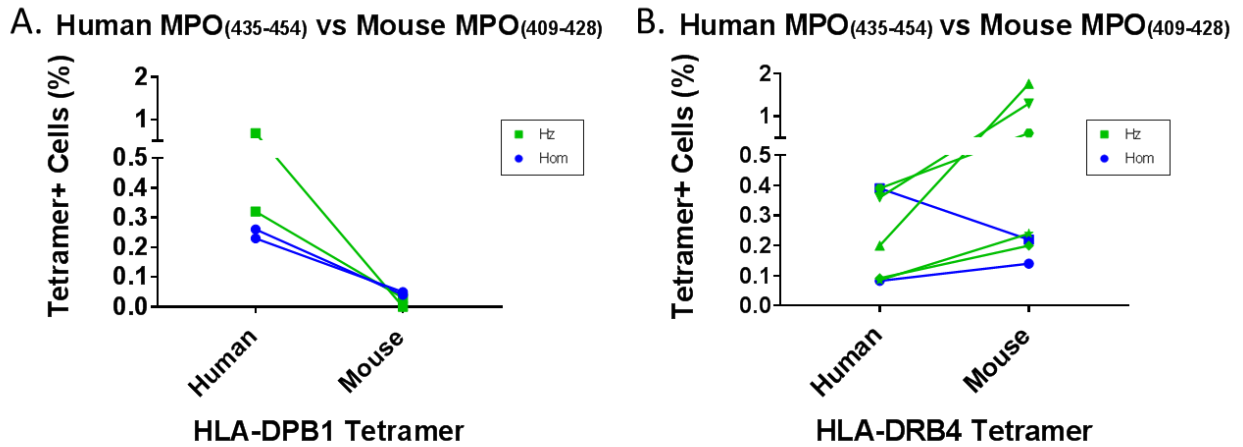 A. Human MPO(435-454) vs Mouse MPO(409-428)
Tetramer+ Cells (%)
2
1
0.5
0.4
0.3
0.2
0.1
0.0
Hz
Hom
Human
Mouse
HLA-DPB1 Tetramer
B. Human MPO(435-454) vs Mouse MPO(409-428)
Tetramer+ Cells (%)
2
1
0.5
0.4
0.3
0.2
0.1
0.0
Hz
Hom
Human
Mouse
HLA-DRB4 Tetramer